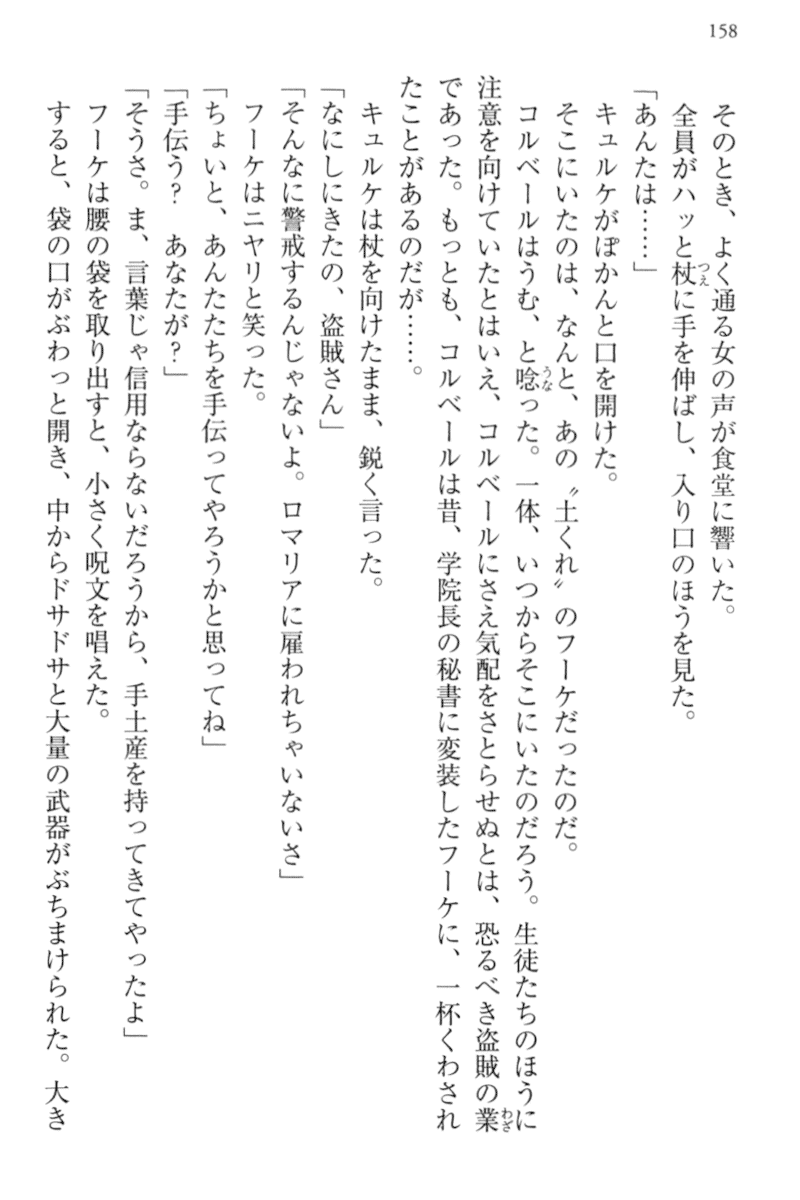 158
そのとき、よく通る女の声が食堂に響いた。
全員がハッと杖に手を伸ばし、入り口のほうを見た。
「あんたは……」
キュルケがぽかんと口を開けた。
そこにいたのは、なんと、あの〝土くれ〟のフーケだったのだ。
コルベールはうむ、と唸った。一体、いつからそこにいたのだろう。生徒たちのほうに
注意を向けていたとはいえ、コルベールにさえ気配をさとらせぬとは、恐るべき盗賊の業
であった。もっとも、コルベールは昔、学院長の秘書に変装したフーケに、一杯くわされ
たことがあるのだが……。
キュルケは杖を向けたまま、鋭く言った。
「なにしにきたの、盗賊さん」
「そんなに警戒するんじゃないよ。ロマリアに雇われちゃいないさ」
フーケはニヤリと笑った。
「ちょいと、あんたたちを手伝ってやろうかと思ってね」
「手伝う？　あなたが？」
「そうさ。ま、言葉じゃ信用ならないだろうから、手土産を持ってきてやったよ」
フーケは腰の袋を取り出すと、小さく呪文を唱えた。
すると、袋の口がぶわっと開き、中からドサドサと大量の武器がぶちまけられた。大き